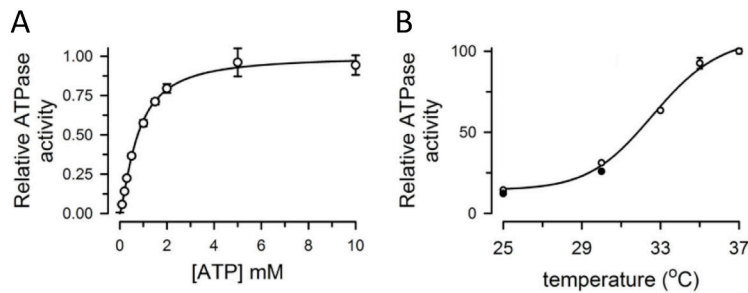 A
B
Relative ATPase
activity
1.00
0.75
0.50
0.25
0.00
0
2
4
6
8
10
[ATP] mM
Relative ATPase
activity
100
50
0
25
30
33
37
temperature (°C)